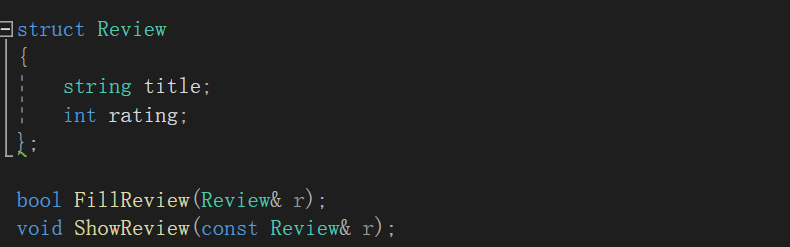 struct Review
{
string title;
int rating;
};
bool FillReview(Review& r);
void ShowReview(const Review& r);